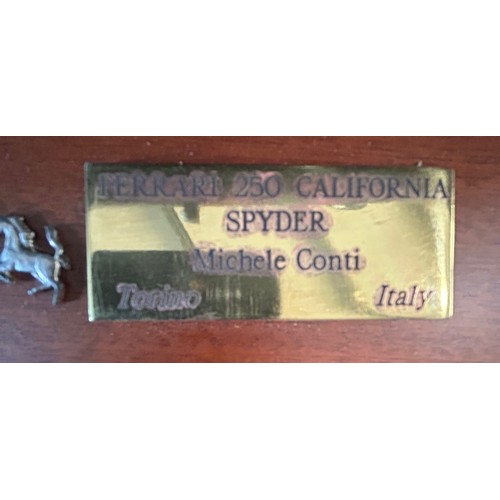 FERRARI 250 CALIFORNIA
SPYDER
Michele Conti
Torino Italy